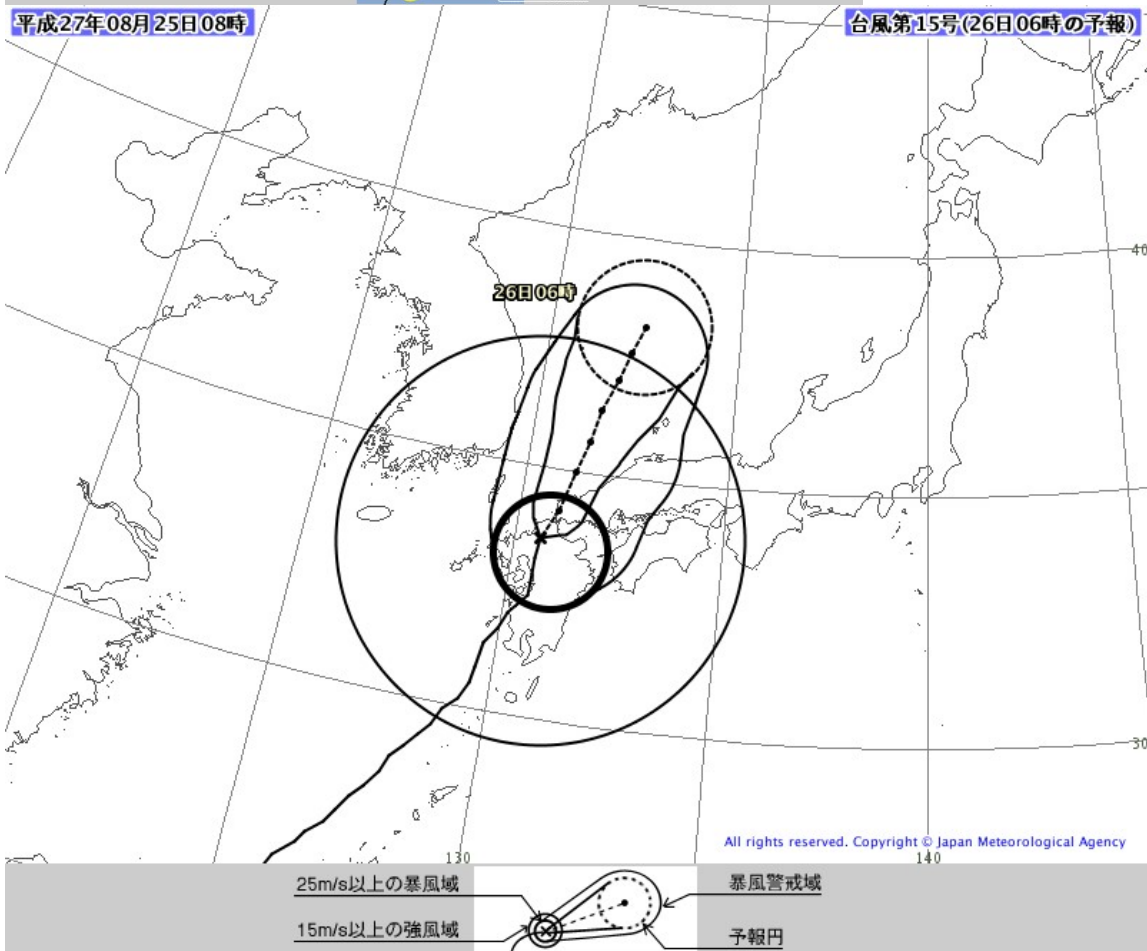 平成27年08月25日08時
台風第15号(26日06時の予報)
40
26日06時
30
All rights reserved. Copyright © Japan Meteorological Agency
130
140
25m/s以上の暴風域
暴風警戒域
15m/s以上の強風域
予報円